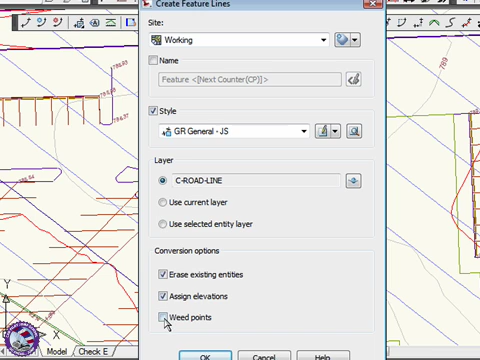 Create Feature Lines
Site:
Working
Name
Feature <[Next Counter(CP)]>
Style
GR General - JS
Layer
C-ROAD-LINE
Use current layer
Use selected entity layer
Conversion options
Erase existing entities
Assign elevations
Weed points
OK
Cancel
Help
789
Y
X
Model
Check E